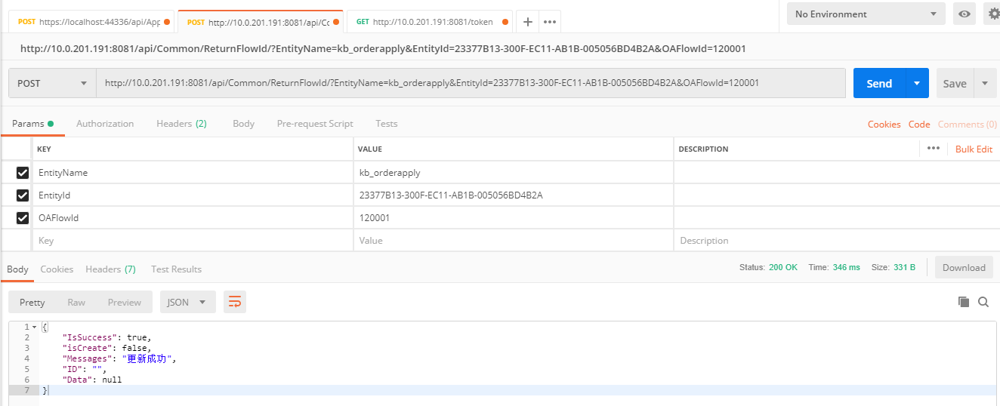 POST https://localhost:44336/api/App POST http://10.0.201.191:8081/api/Co GET http://10.0.201.191:8081/token + ••• No Environment
http://10.0.201.191:8081/api/Common/ReturnFlowId/?EntityName=kb_orderapply&EntityId=23377B13-300F-EC11-AB1B-005056BD4B2A&OAFlowId=120001
POST http://10.0.201.191:8081/api/Common/ReturnFlowId/?EntityName=kb_orderapply&EntityId=23377B13-300F-EC11-AB1B-005056BD4B2A&OAFlowId=120001 Send Save
Params Authorization Headers (2) Body Pre-request Script Tests Cookies Code Comments (0)
KEY VALUE DESCRIPTION ••• Bulk Edit
EntityName kb_orderapply
EntityId 23377B13-300F-EC11-AB1B-005056BD4B2A
OAFlowId 120001
Key Value Description
Body Cookies Headers (7) Test Results Status: 200 OK Time: 346 ms Size: 331 B Download
Pretty Raw Preview JSON
1 {
2 "IsSuccess": true,
3 "isCreate": false,
4 "Messages": "更新成功",
5 "ID": "",
6 "Data": null
7 }